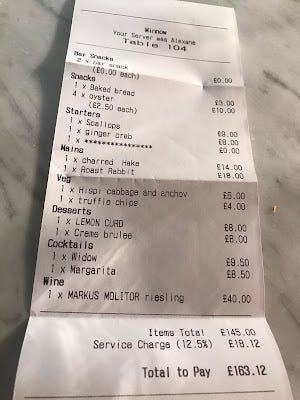 Winnow
Your Server was Alexane
Table 104
Bar Snacks
2 x bar snack
(£0.00 each) £0.00
Snacks
1 x Baked bread £3.00
4 x oyster £10.00
(£2.50 each)
Starters
1 x Scallops £9.00
1 x ginger crab £8.00
1 x **************** £0.00
Mains
1 x charred Hake £14.00
1 x Roast Rabbit £18.00
Veg
1 x Hispi cabbage and anchov £5.00
1 x truffle chips £4.00
Desserts
1 x LEMON CURD £8.00
1 x Creme brulee £8.00
Cocktails
1 x Widow £9.50
1 x Margarita £8.50
Wine
1 x MARKUS MOLITOR riesling £40.00
Items Total £145.00
Service Charge (12.5%) £18.12
Total to Pay £163.12